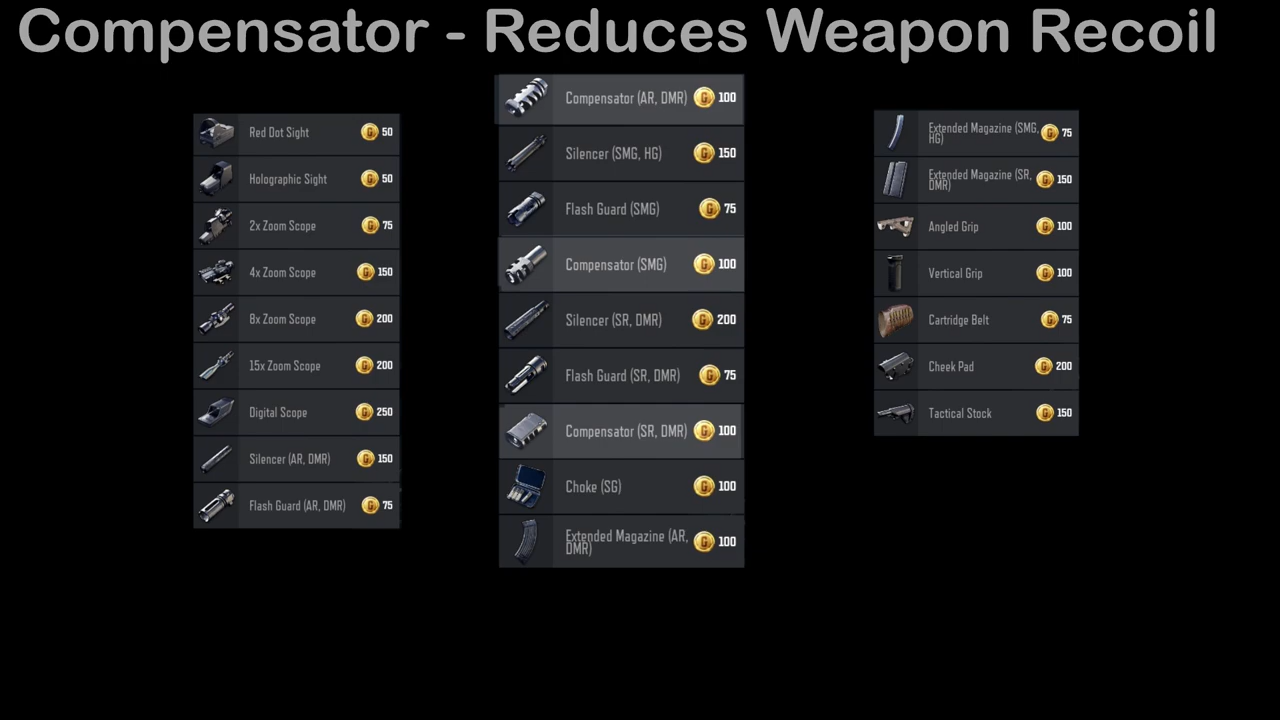 Compensator - Reduces Weapon Recoil
Red Dot Sight 50
Holographic Sight 50
2x Zoom Scope 75
4x Zoom Scope 150
8x Zoom Scope 200
15x Zoom Scope 200
Digital Scope 250
Silencer (AR, DMR) 150
Flash Guard (AR, DMR) 75
Compensator (AR, DMR) 100
Silencer (SMG, HG) 150
Flash Guard (SMG) 75
Compensator (SMG) 100
Silencer (SR, DMR) 200
Flash Guard (SR, DMR) 75
Compensator (SR, DMR) 100
Choke (SG) 100
Extended Magazine (AR,
DMR) 100
Extended Magazine (SMG,
HG) 75
Extended Magazine (SR,
DMR) 150
Angled Grip 100
Vertical Grip 100
Cartridge Belt 75
Cheek Pad 200
Tactical Stock 150